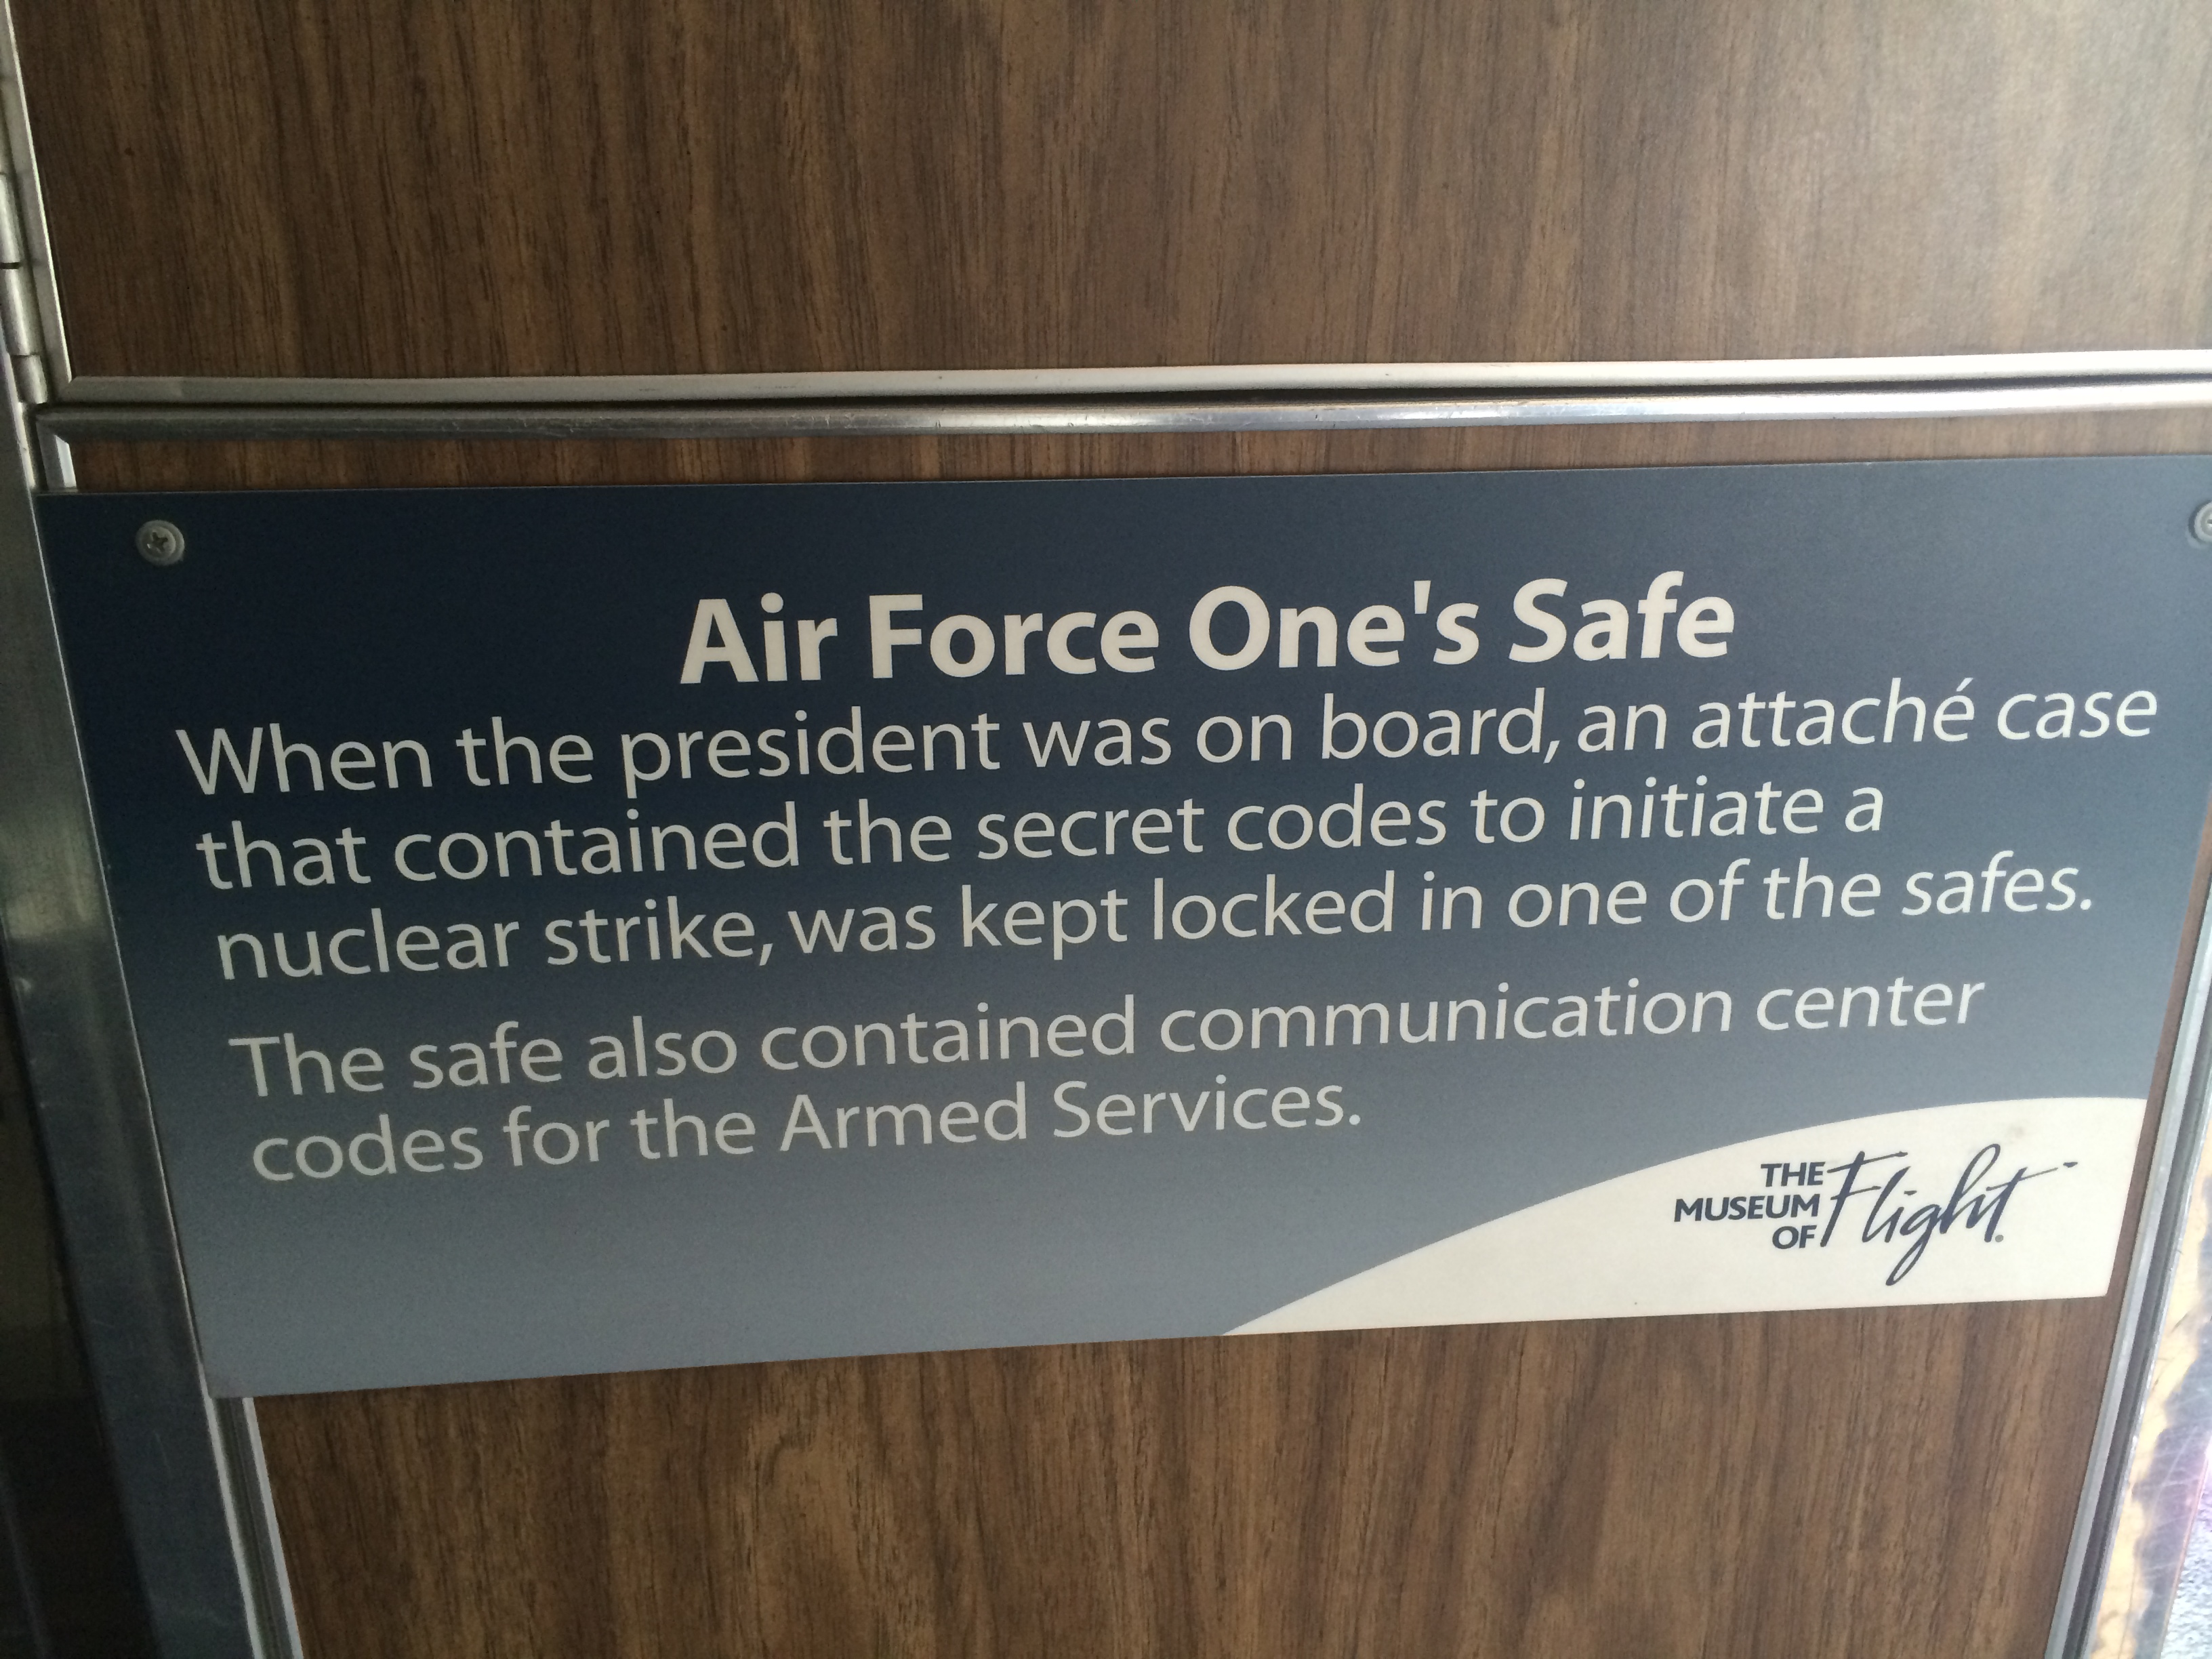 Air Force One's Safe
When the president was on board, an attaché case
that contained the secret codes to initiate a
nuclear strike, was kept locked in one of the safes.
The safe also contained communication center
codes for the Armed Services.
THE
MUSEUM
OF Flight